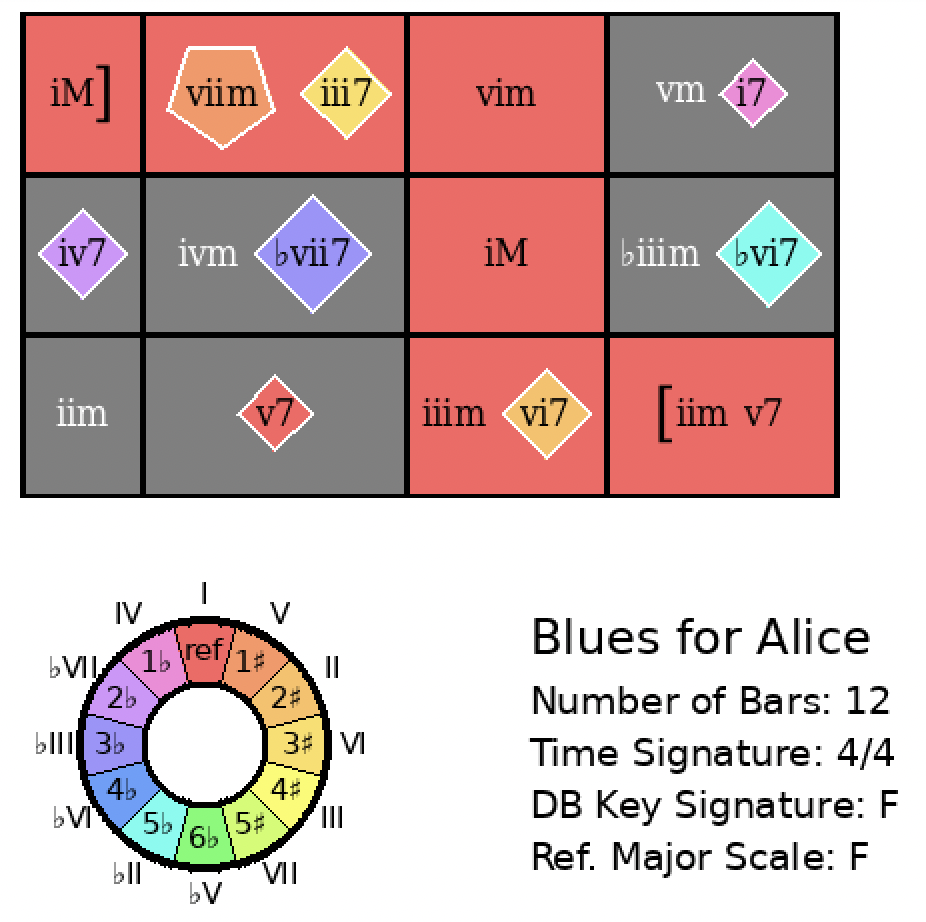 iM] viim iii7 vim vm i7
iv7 ivm ♭vii7 iM ♭iiim ♭vi7
iim v7 iiim vi7 [iim v7
I
IV V
♭VII II
♭III VI
♭VI III
♭II VII
♭V
ref
1♭ 1♯
2♭ 2♯
3♭ 3♯
4♭ 4♯
5♭ 5♯
6♭
Blues for Alice
Number of Bars: 12
Time Signature: 4/4
DB Key Signature: F
Ref. Major Scale: F